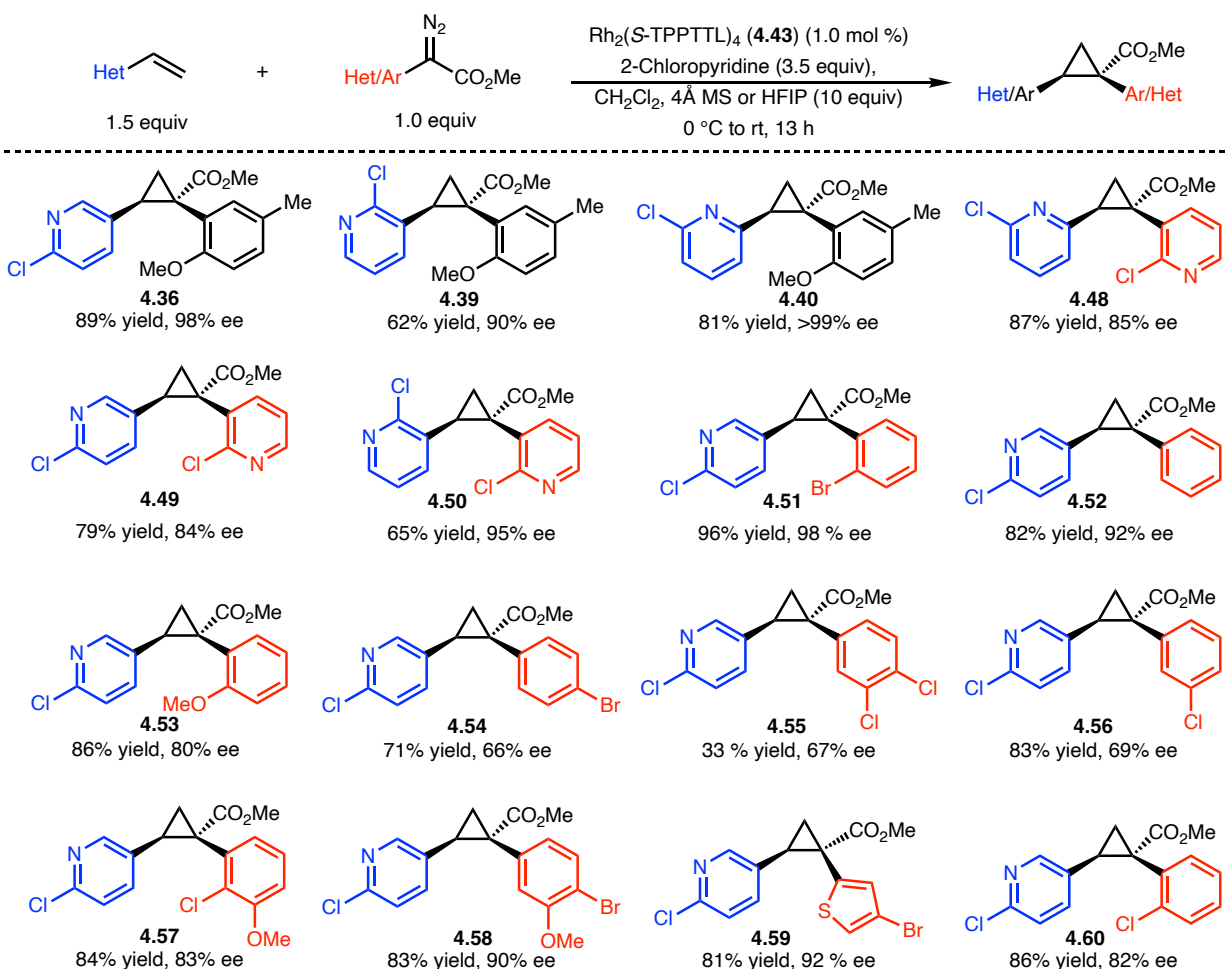 Het
+
N2
Het/Ar
CO2Me
Rh2(S-TPPTTL)4 (4.43) (1.0 mol %)
2-Chloropyridine (3.5 equiv),
CH2Cl2, 4Å MS or HFIP (10 equiv)
0 °C to rt, 13 h
CO2Me
Het/Ar
Ar/Het
1.5 equiv
1.0 equiv
N
Cl
CO2Me
Me
MeO
4.36
89% yield, 98% ee
Cl
N
CO2Me
Me
MeO
4.39
62% yield, 90% ee
Cl
N
CO2Me
Me
MeO
4.40
81% yield, >99% ee
Cl
N
CO2Me
Cl
N
4.48
87% yield, 85% ee
N
Cl
CO2Me
Cl
N
4.49
79% yield, 84% ee
Cl
N
CO2Me
Cl
N
4.50
65% yield, 95% ee
N
Cl
CO2Me
Br
4.51
96% yield, 98 % ee
N
Cl
CO2Me
4.52
82% yield, 92% ee
N
Cl
CO2Me
MeO
4.53
86% yield, 80% ee
N
Cl
CO2Me
Br
4.54
71% yield, 66% ee
N
Cl
CO2Me
Cl
Cl
4.55
33 % yield, 67% ee
N
Cl
CO2Me
Cl
4.56
83% yield, 69% ee
N
Cl
CO2Me
Cl
OMe
4.57
84% yield, 83% ee
N
Cl
CO2Me
Br
OMe
4.58
83% yield, 90% ee
N
Cl
CO2Me
S
Br
4.59
81% yield, 92 % ee
N
Cl
CO2Me
Cl
4.60
86% yield, 82% ee